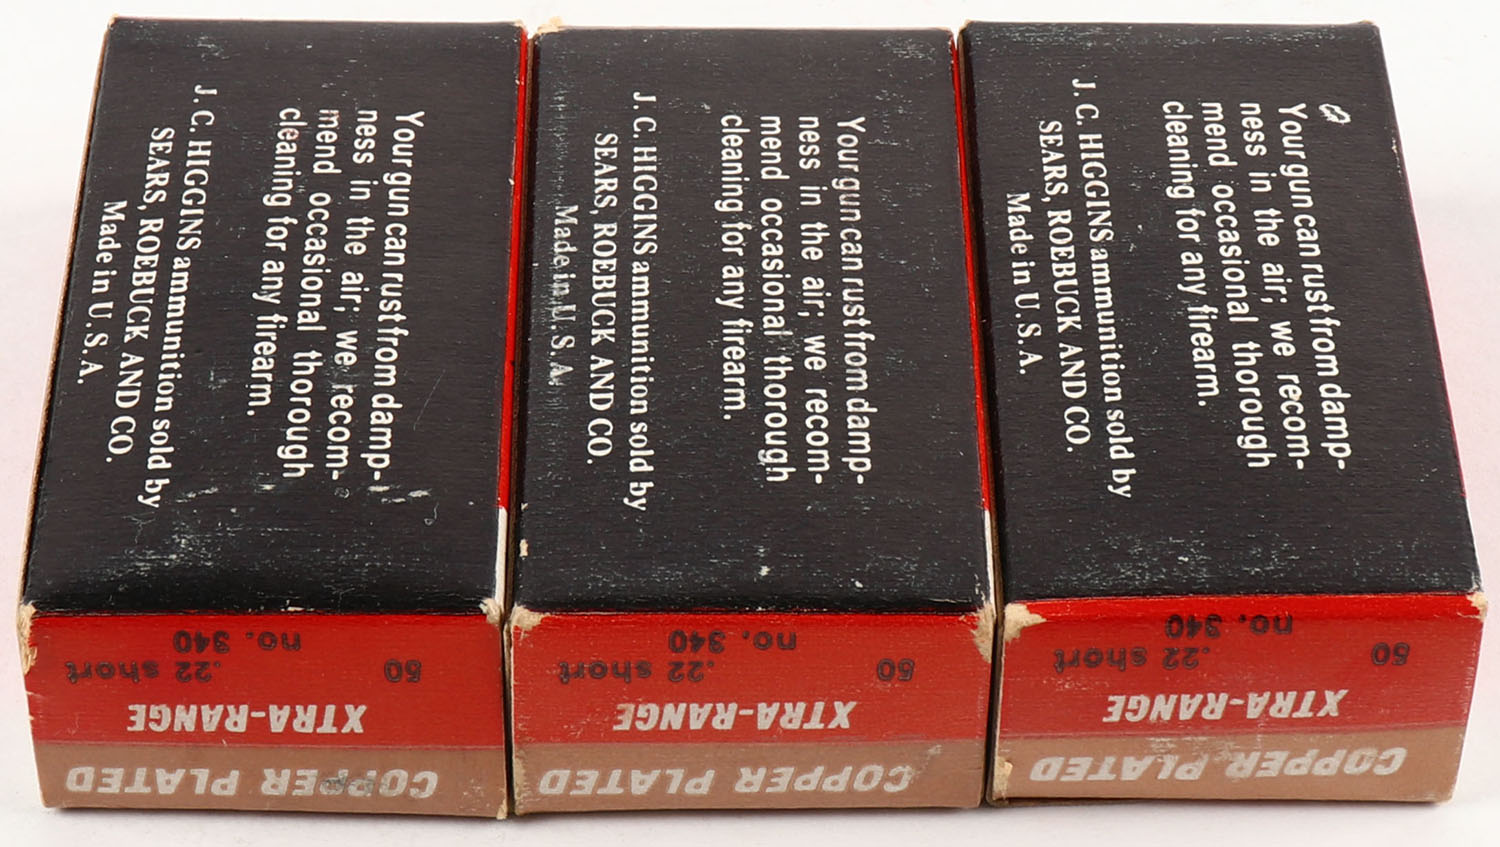 Your gun can rust from damp-
ness in the air; we recom-
mend occasional thorough
cleaning for any firearm.
J. C. HIGGINS ammunition sold by
SEARS, ROEBUCK AND CO.
Made in U. S. A.
Your gun can rust from damp-
ness in the air; we recom-
mend occasional thorough
cleaning for any firearm.
J. C. HIGGINS ammunition sold by
SEARS, ROEBUCK AND CO.
Made in U. S. A.
Your gun can rust from damp-
ness in the air; we recom-
mend occasional thorough
cleaning for any firearm.
J. C. HIGGINS ammunition sold by
SEARS, ROEBUCK AND CO.
Made in U. S. A.
COPPER PLATED
XTRA-RANGE
50 .22 short
no. 340
COPPER PLATED
XTRA-RANGE
50 .22 short
no. 340
COPPER PLATED
XTRA-RANGE
50 .22 short
no. 340